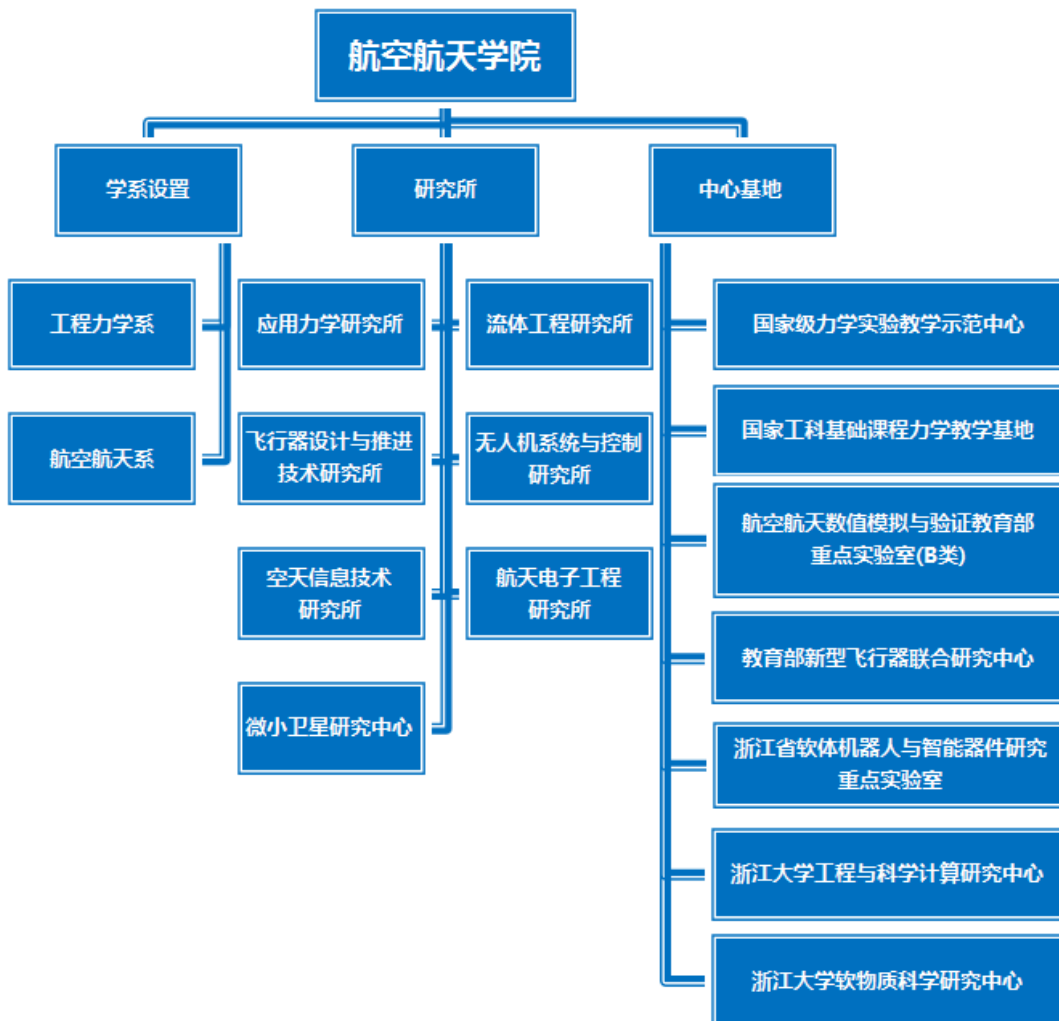 航空航天学院
学系设置
研究所
中心基地
工程力学系
航空航天系
应用力学研究所
流体工程研究所
飞行器设计与推进
技术研究所
无人机系统与控制
研究所
空天信息技术
研究所
航天电子工程
研究所
微小卫星研究中心
国家级力学实验教学示范中心
国家工科基础课程力学教学基地
航空航天数值模拟与验证教育部
重点实验室(B类)
教育部新型飞行器联合研究中心
浙江省软体机器人与智能器件研究
重点实验室
浙江大学工程与科学计算研究中心
浙江大学软物质科学研究中心